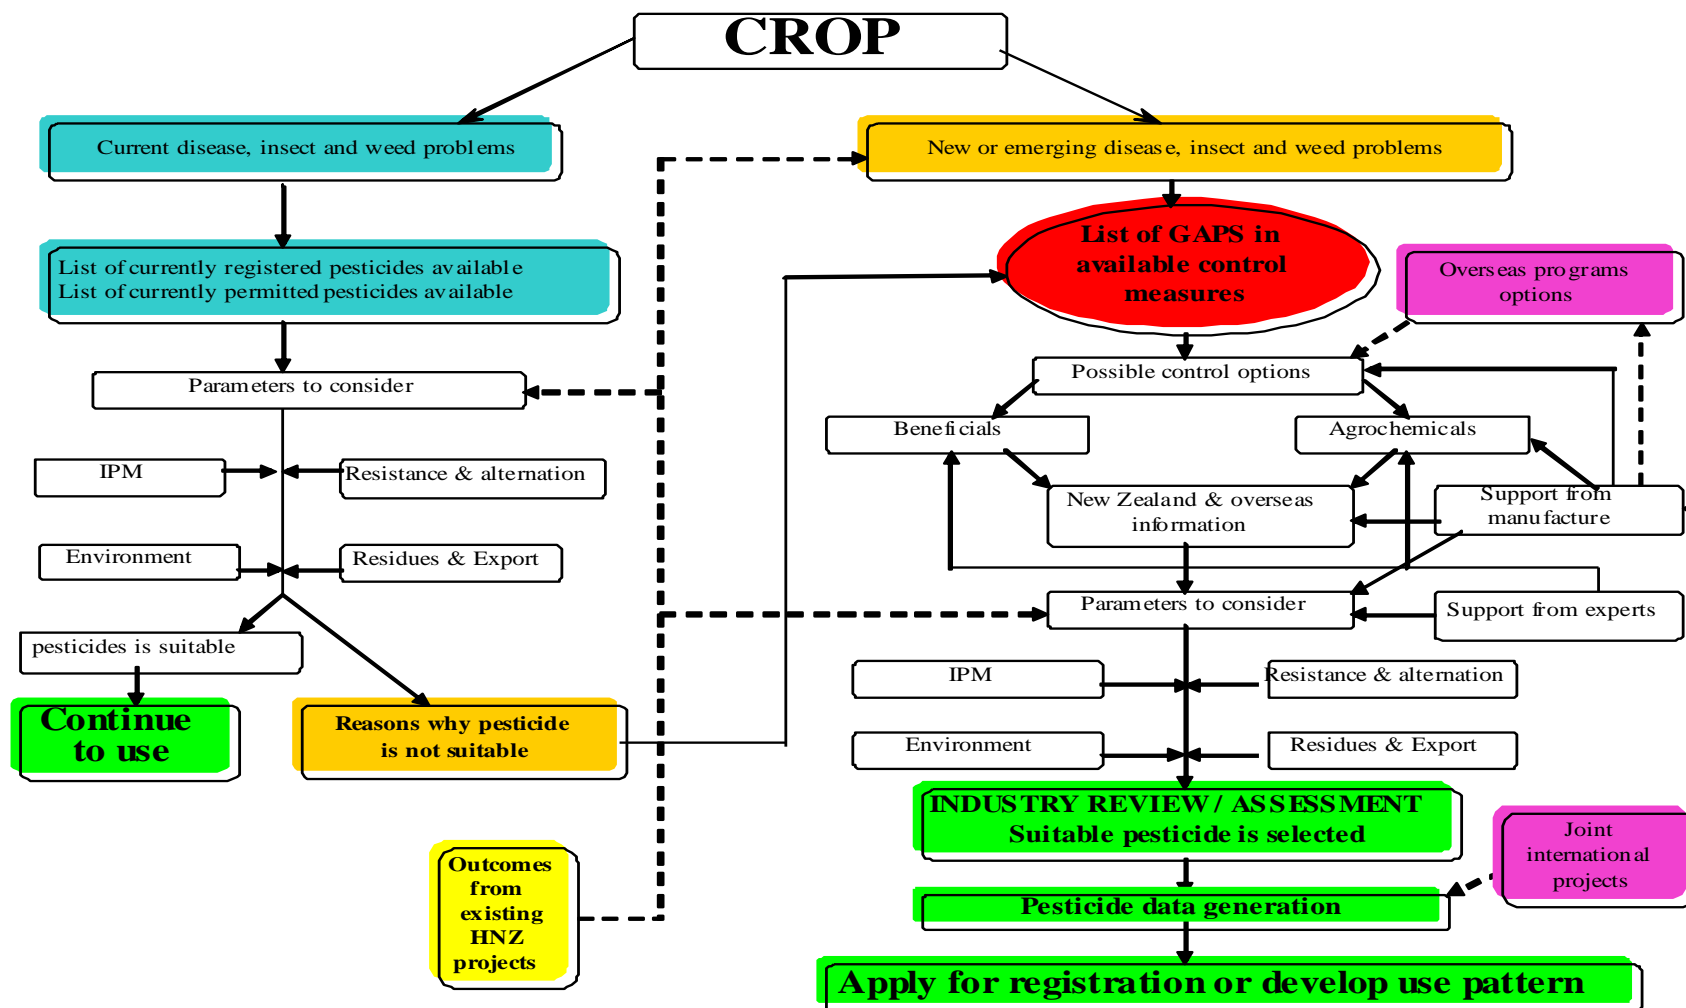 CROP
Current disease, insect and weed problems
New or emerging disease, insect and weed problems
List of currently registered pesticides available
List of currently permitted pesticides available
List of GAPS in
available control
measures
Overseas programs
options
Parameters to consider
Possible control options
IPM
Resistance & alternation
Beneficials
Agrochemicals
Environment
Residues & Export
New Zealand & overseas
information
Support from
manufacture
pesticides is suitable
Parameters to consider
Support from experts
Continue
to use
Reasons why pesticide
is not suitable
IPM
Resistance & alternation
Environment
Residues & Export
INDUSTRY REVIEW / ASSESSMENT
Suitable pesticide is selected
Outcomes
from
existing
HNZ
projects
Joint
international
projects
Pesticide data generation
Apply for registration or develop use pattern